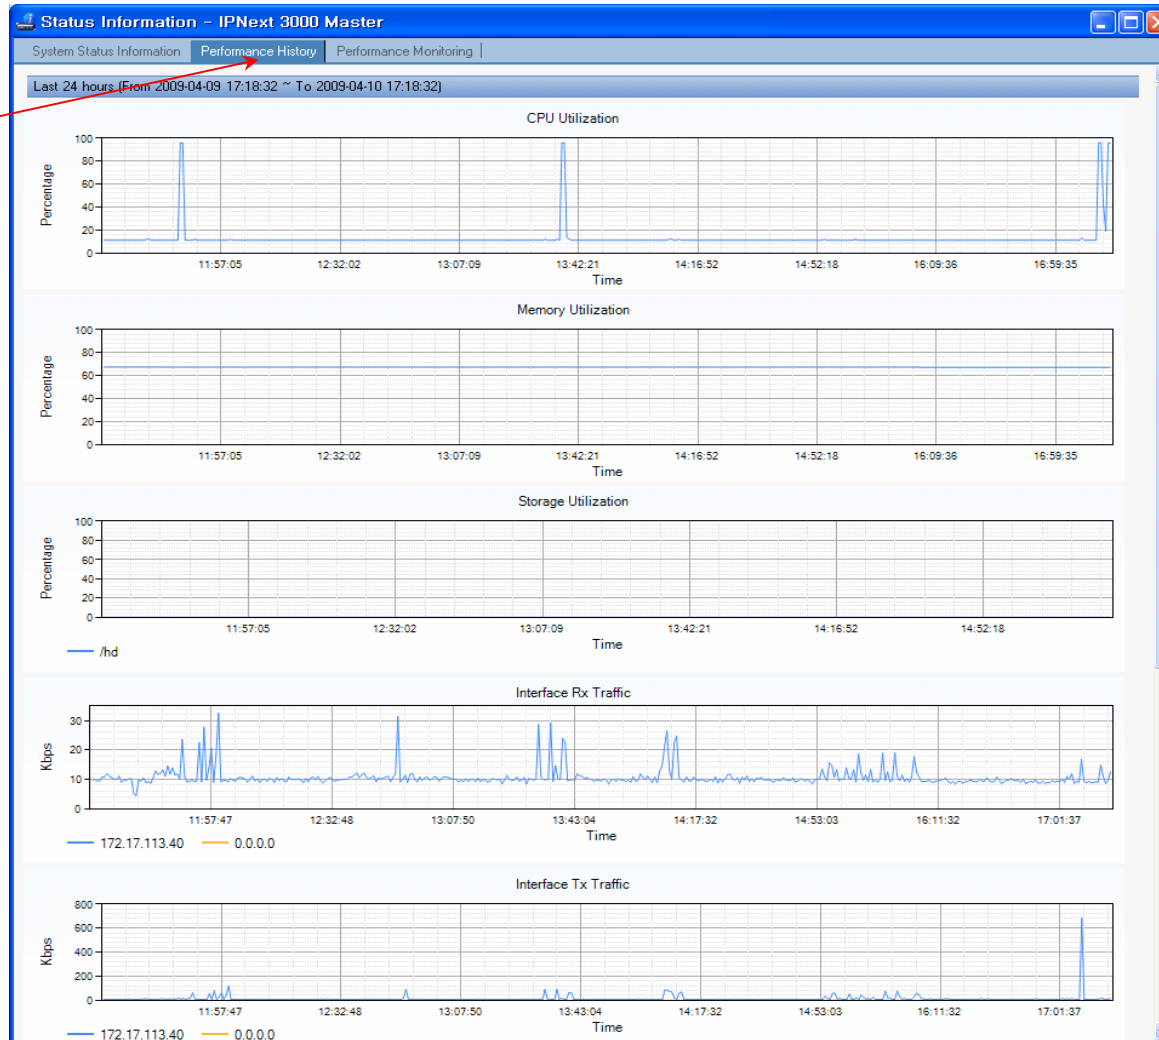 Status Information - IPNext 3000 Master
System Status Information Performance History Performance Monitoring
Last 24 hours (From 2009-04-09 17:18:32 ~ To 2009-04-10 17:18:32)
CPU Utilization
Percentage
100
80
60
40
20
0
11:57:05 12:32:02 13:07:09 13:42:21 14:16:52 14:52:18 16:09:36 16:59:35
Time
Memory Utilization
Percentage
100
80
60
40
20
0
11:57:05 12:32:02 13:07:09 13:42:21 14:16:52 14:52:18 16:09:36 16:59:35
Time
Storage Utilization
Percentage
100
80
60
40
20
0
11:57:05 12:32:02 13:07:09 13:42:21 14:16:52 14:52:18
Time
/hd
Interface Rx Traffic
Kbps
30
20
10
0
11:57:47 12:32:48 13:07:50 13:43:04 14:17:32 14:53:03 16:11:32 17:01:37
Time
172.17.113.40 0.0.0.0
Interface Tx Traffic
Kbps
800
600
400
200
0
11:57:47 12:32:48 13:07:50 13:43:04 14:17:32 14:53:03 16:11:32 17:01:37
Time
172.17.113.40 0.0.0.0